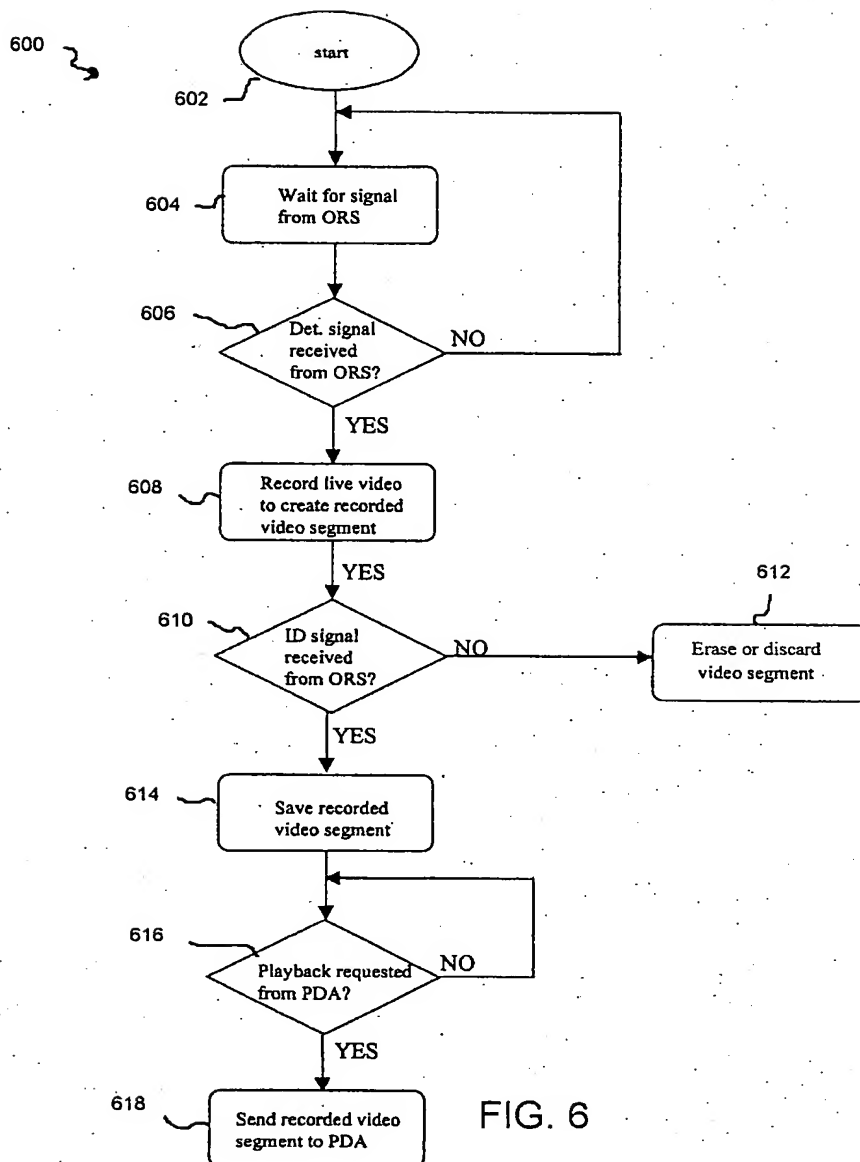 600
start
602
604
Wait for signal
from ORS
606
Det. signal
received
from ORS?
NO
YES
608
Record live video
to create recorded
video segment
YES
612
610
ID signal
received
from ORS?
NO
Erase or discard
video segment
YES
614
Save recorded
video segment
616
Playback requested
from PDA?
NO
YES
618
Send recorded video
segment to PDA
FIG. 6